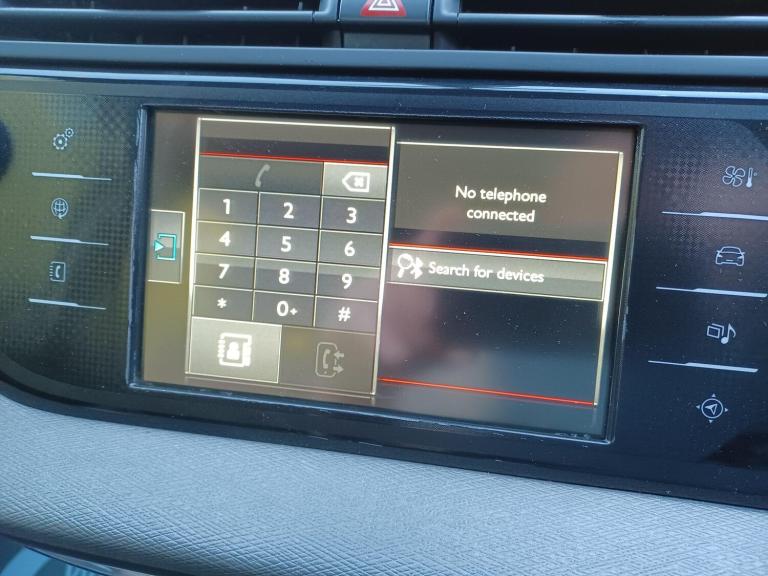 1 2 3
4 5 6
7 8 9
* 0+ #
No telephone
connected
Search for devices